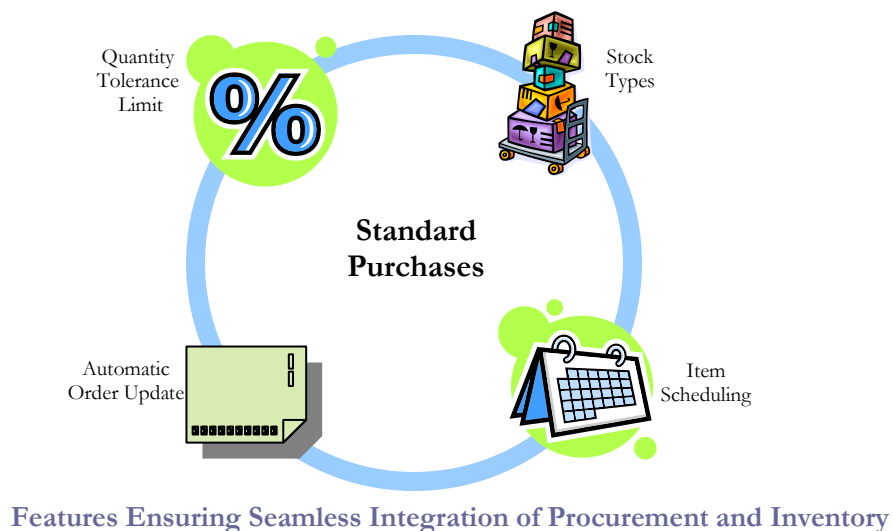 Quantity
Tolerance
Limit
Stock
Types
Standard
Purchases
Automatic
Order Update
Item
Scheduling
Features Ensuring Seamless Integration of Procurement and Inventory